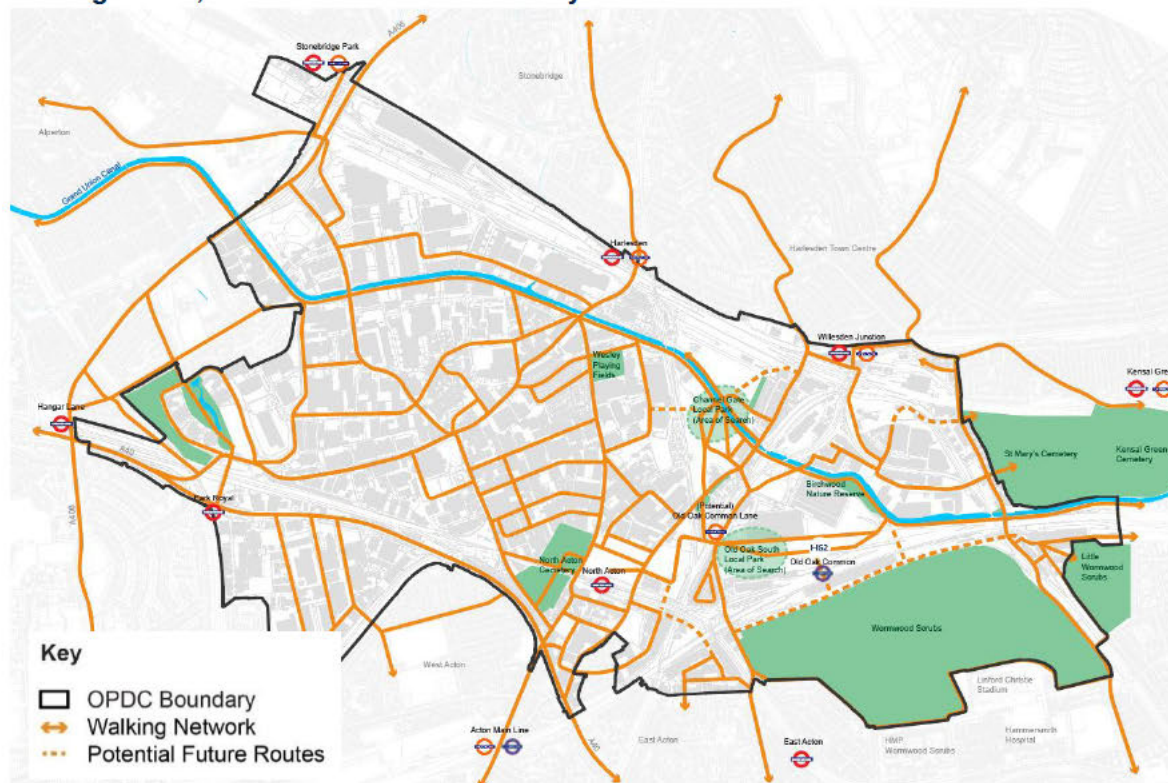 A406
Stonebridge Park
Stonebridge
Alperton
Grand Union Canal
Harlesden
Harlesden Town Centre
Willesden Junction
Wesley
Playing
Fields
Kensal Gree
Channel Gate
Local Park
(Area of Search)
Hangar Lane
St Mary's Cemetery
Kensal Green
Cemetery
A40
Birchwood
Nature Reserve
Park Royal
A406
(Potential)
Old Oak Common Lane
HS2
Old Oak Common
Old Oak South
Local Park
(Area of Search)
North Acton
Cemetery
North Acton
Little
Wormwood
Scrubs
Wormwood Scrubs
Key
OPDC Boundary
Walking Network
Potential Future Routes
West Acton
Linford Christie
Stadium
Hammersmith
Hospital
Acton Main Line
A40
East Acton
East Acton
HMP
Wormwood Scrubs